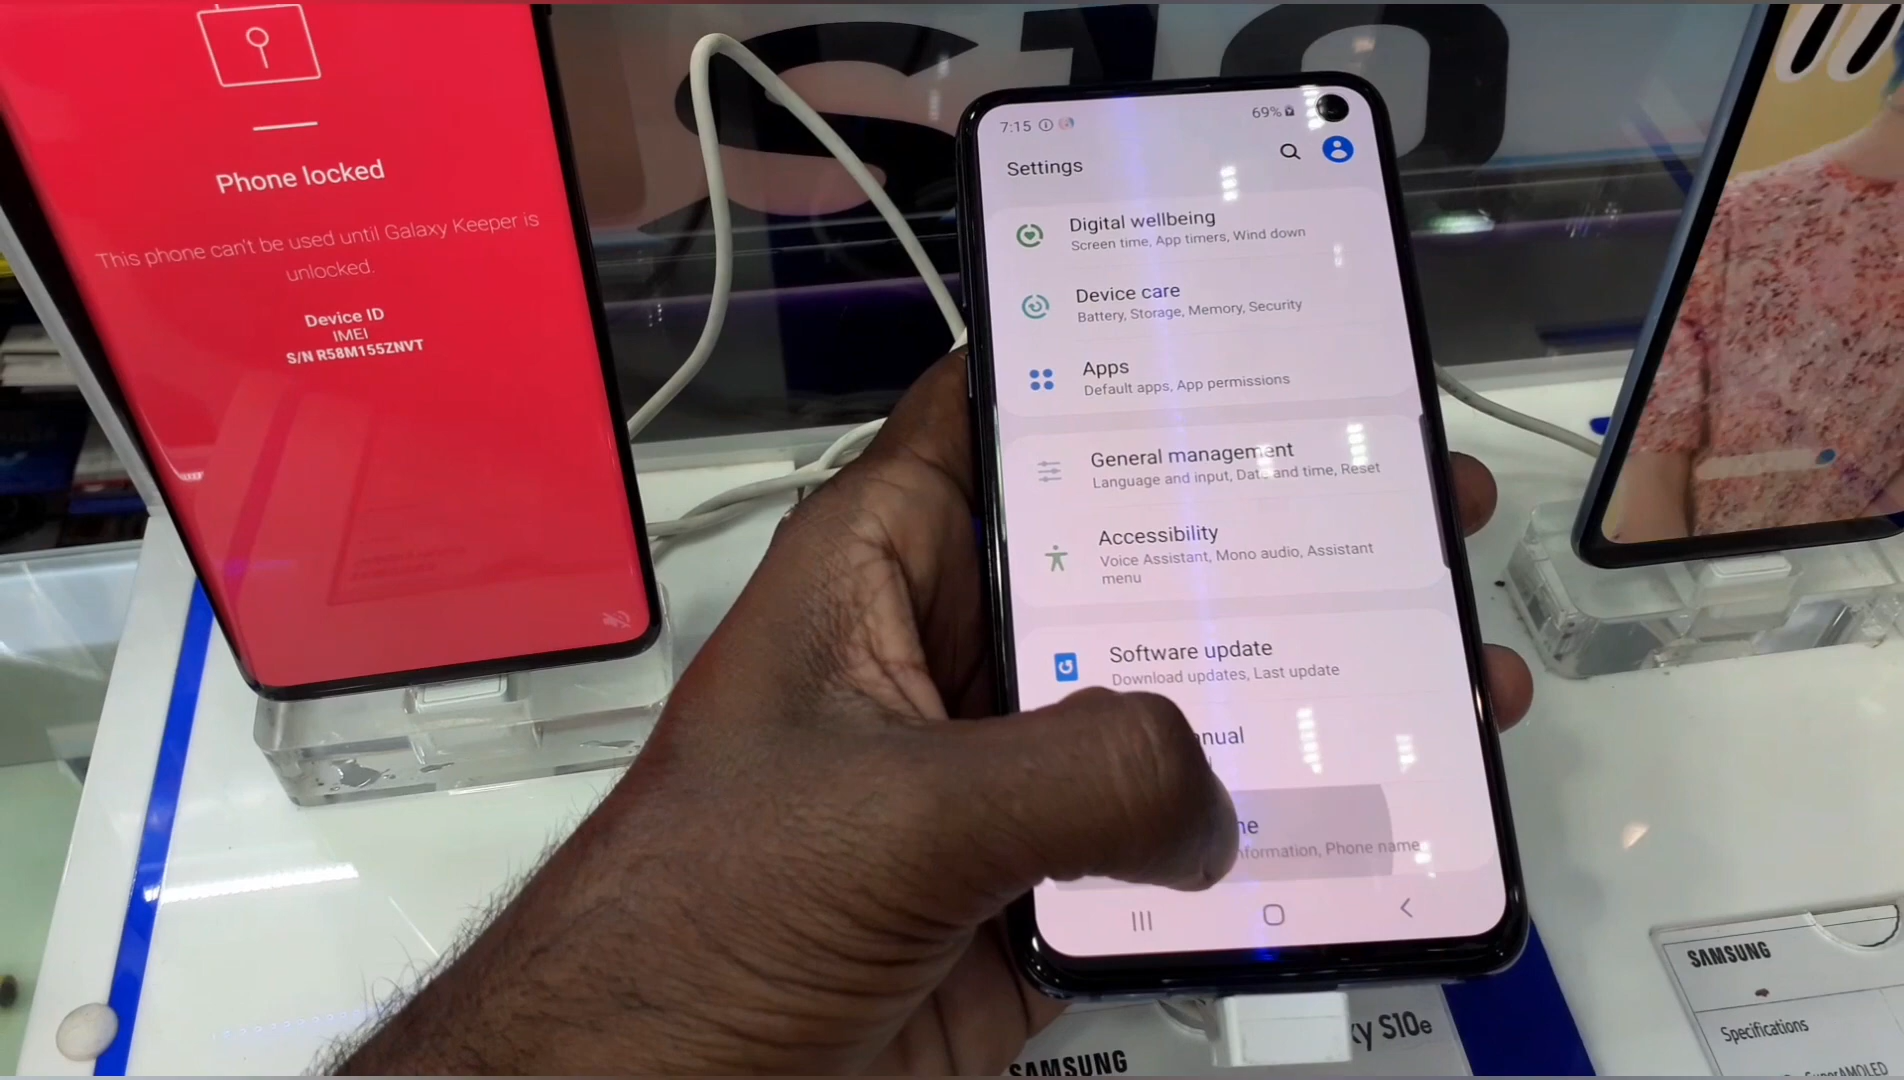 S10
Phone locked
This phone can't be used until Galaxy Keeper is
unlocked.
Device ID
IMEI
S/N R58M155ZNVT
7:15
69%
Settings
Digital wellbeing
Screen time, App timers, Wind down
Device care
Battery, Storage, Memory, Security
Apps
Default apps, App permissions
General management
Language and input, Date and time, Reset
Accessibility
Voice Assistant, Mono audio, Assistant
menu
Software update
Download updates, Last update
nual
ne
nformation, Phone name
xy S10e
SAMSUNG
SAMSUNG
Specifications
SuperAMOLED